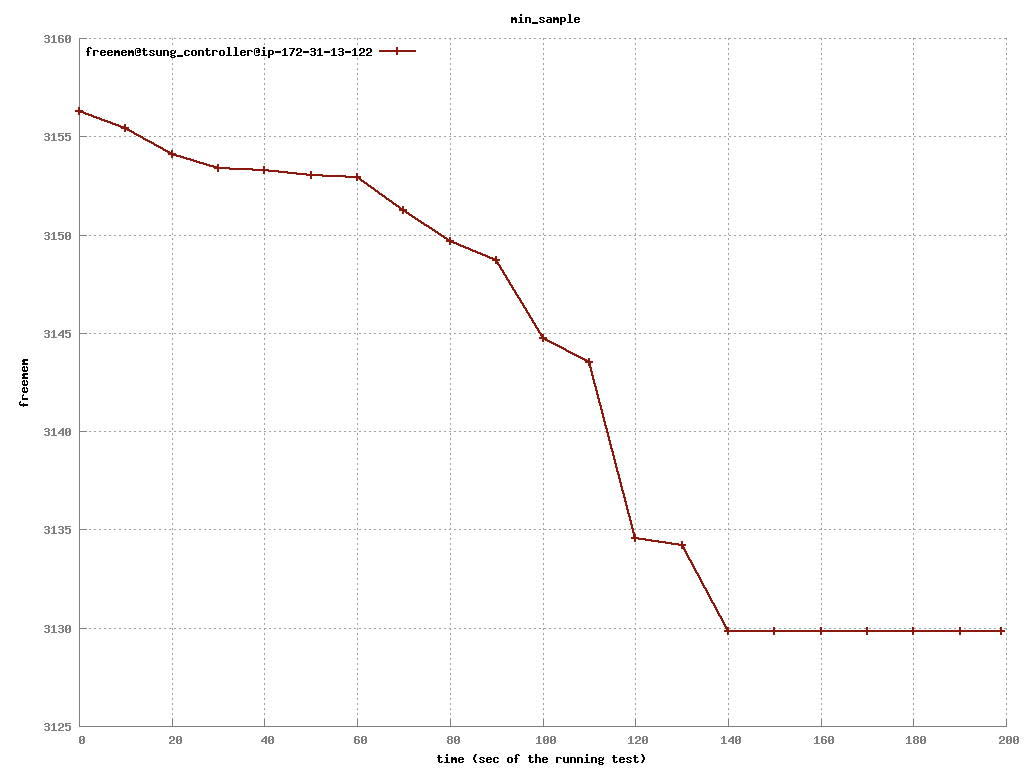 min_sample
freemem@tsung_controller@ip-172-31-13-122
3160
3155
3150
3145
3140
3135
3130
3125
freemem
0 20 40 60 80 100 120 140 160 180 200
time (sec of the running test)